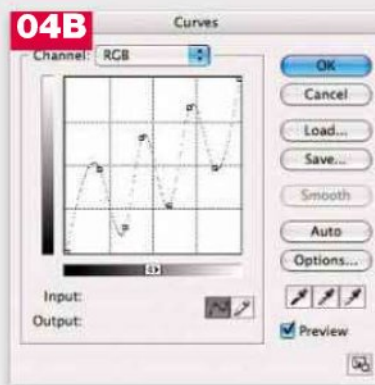 04B
Curves
Channel: RGB
OK
Cancel
Load...
Save...
Smooth
Auto
Options...
Input:
Output:
Preview